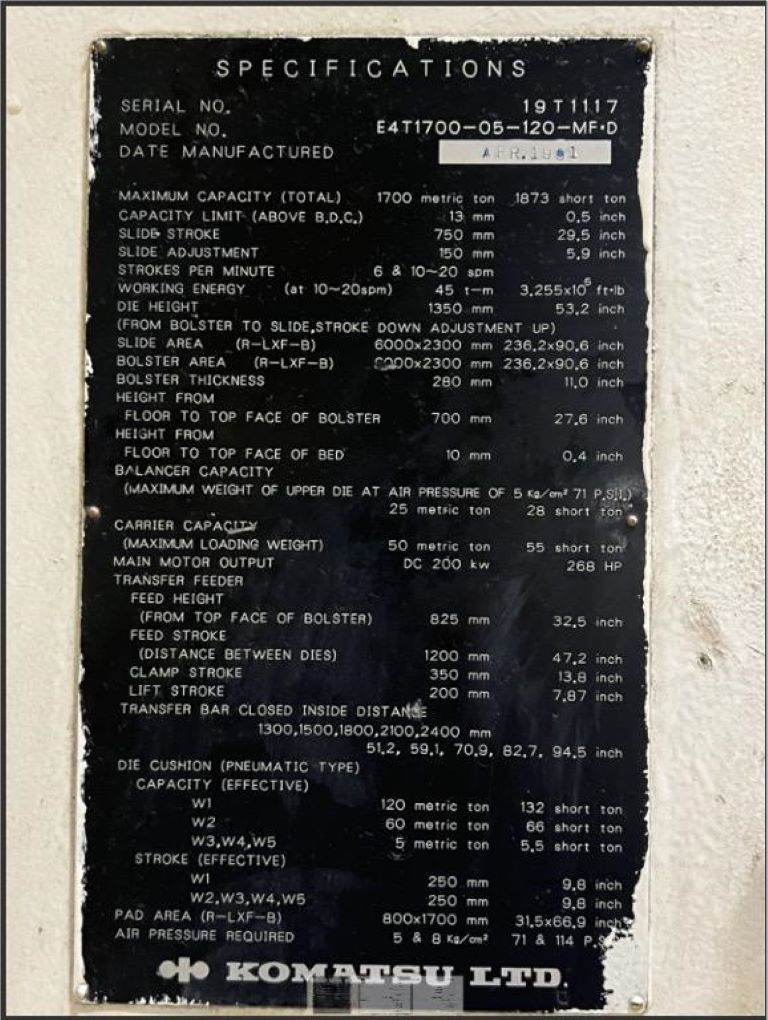 SPECIFICATIONS
SERIAL NO. 19T1117
MODEL NO. E4T1700-05-120-MF·D
DATE MANUFACTURED APR.1981
MAXIMUM CAPACITY (TOTAL) 1700 metric ton 1873 short ton
CAPACITY LIMIT (ABOVE B.D.C.) 13 mm 0.5 inch
SLIDE STROKE 750 mm 29.5 inch
SLIDE ADJUSTMENT 150 mm 5.9 inch
STROKES PER MINUTE 6 & 10~20 spm
WORKING ENERGY (at 10~20spm) 45 t-m 3.255x10⁵ ft·lb
DIE HEIGHT 1350 mm 53.2 inch
(FROM BOLSTER TO SLIDE,STROKE DOWN ADJUSTMENT UP)
SLIDE AREA (R-LXF-B) 6000x2300 mm 236.2x90.6 inch
BOLSTER AREA (R-LXF-B) 6000x2300 mm 236.2x90.6 inch
BOLSTER THICKNESS 280 mm 11.0 inch
HEIGHT FROM
FLOOR TO TOP FACE OF BOLSTER 700 mm 27.6 inch
HEIGHT FROM
FLOOR TO TOP FACE OF BED 10 mm 0.4 inch
BALANCER CAPACITY
(MAXIMUM WEIGHT OF UPPER DIE AT AIR PRESSURE OF 5 Kg/cm² 71 P.S.I.)
25 metric ton 28 short ton
CARRIER CAPACITY
(MAXIMUM LOADING WEIGHT) 50 metric ton 55 short ton
MAIN MOTOR OUTPUT DC 200 kw 268 HP
TRANSFER FEEDER
FEED HEIGHT
(FROM TOP FACE OF BOLSTER) 825 mm 32.5 inch
FEED STROKE
(DISTANCE BETWEEN DIES) 1200 mm 47.2 inch
CLAMP STROKE 350 mm 13.8 inch
LIFT STROKE 200 mm 7.87 inch
TRANSFER BAR CLOSED INSIDE DISTANCE
1300,1500,1800,2100,2400 mm
51.2, 59.1, 70.9, 82.7, 94.5 inch
DIE CUSHION (PNEUMATIC TYPE)
CAPACITY (EFFECTIVE)
W1 120 metric ton 132 short ton
W2 60 metric ton 66 short ton
W3,W4,W5 5 metric ton 5.5 short ton
STROKE (EFFECTIVE)
W1 250 mm 9.8 inch
W2,W3,W4,W5 250 mm 9.8 inch
PAD AREA (R-LXF-B) 800x1700 mm 31.5x66.9 inch
AIR PRESSURE REQUIRED 5 & 8 Kg/cm² 71 & 114
KOMATSU LTD.